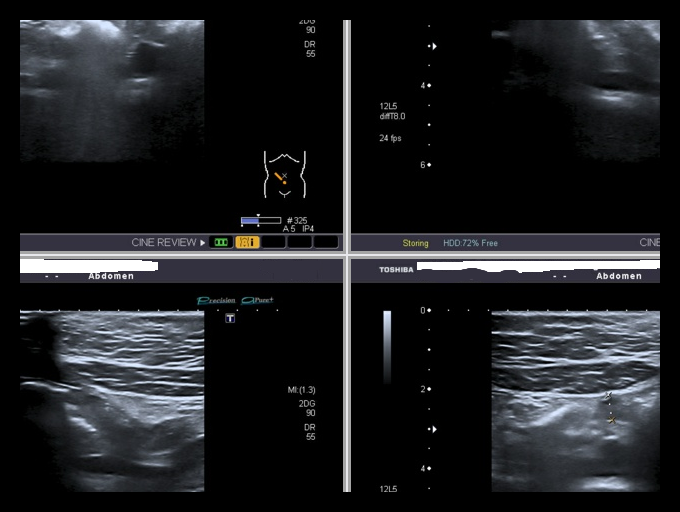 2DG
90
DR
55
#325
A 5 IP4
CINE REVIEW
4
12L5
diffT8.0
24 fps
6
Storing
HDD:72% Free
CINE
- - Abdomen
Precision APure+
T
MI:(1.3)
2DG
90
DR
55
TOSHIBA
- - Abdomen
0
2
4
12L5